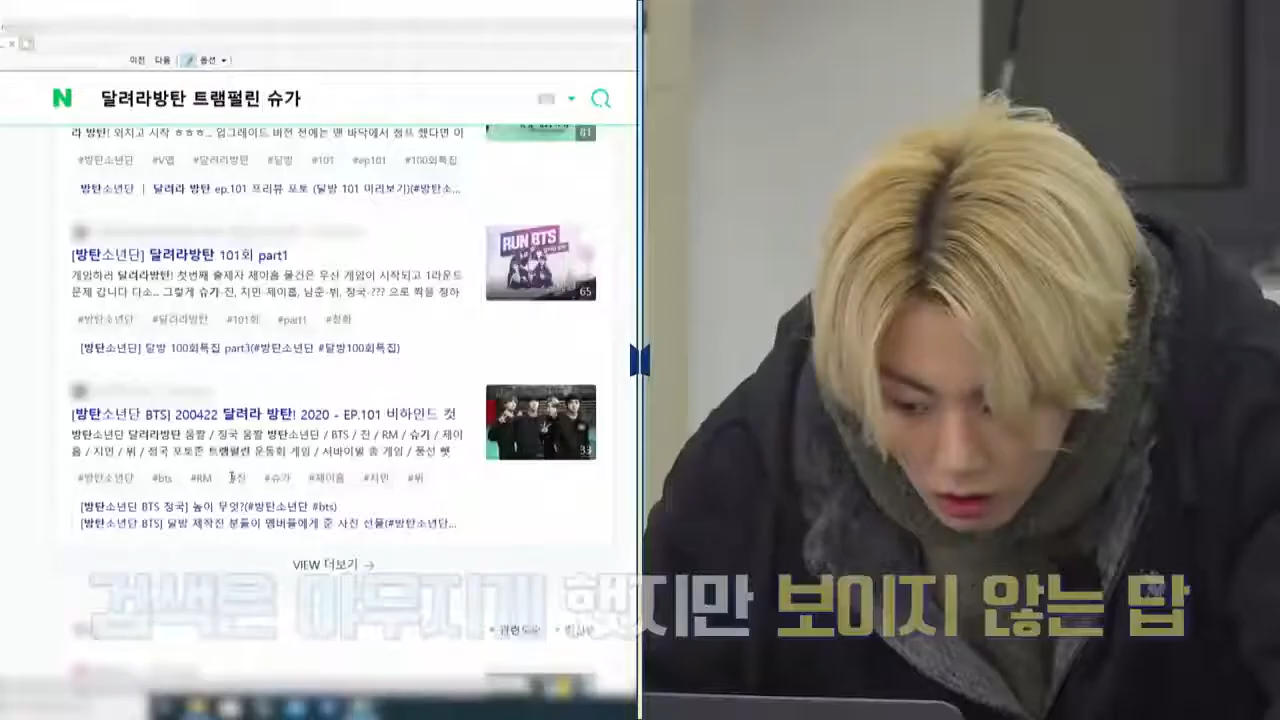 이전 다음 옵션
N 달려라방탄 트램펄린 슈가
라 방탄! 외치고 시작 ㅎㅎㅎ... 업그레이드 버전 전에는 맨 바닥에서 점프 했다면 이
61
#방탄소년단 #V앱 #달려라방탄 #달방 #101 #ep101 #100회특집
방탄소년단 | 달려라 방탄 ep.101 프리뷰 포토 (달방 101 미리보기)(#방탄소...
[방탄소년단] 달려라방탄 101회 part1
게임하러 달려라방탄! 첫번째 출제자 제이홉 물건은 우산 게임이 시작되고 1라운드
문제 갑니다 다소... 그렇게 슈가-진, 지민-제이홉, 남준-뷔, 정국-??? 으로 짝을 정하
RUN BTS
65
#방탄소년단 #달려라방탄 #101회 #part1
[방탄소년단] 달방 100회특집 part3(#방탄소년단 #달방100회특집)
[방탄소년단 BTS] 200422 달려라 방탄! 2020 - EP.101 비하인드 컷
방탄소년단 달려라방탄 움짤 / 정국 움짤 방탄소년단 / BTS / 진 / RM / 슈가 / 제이
홉 / 지민 / 뷔 / 정국 포토존 트램펄린 운동회 게임 / 서바이벌 줌 게임 / 풍선 뺏
33
#방탄소년단 #bts #RM #진 #슈가 #제이홉 #지민 #뷔
[방탄소년단 BTS 정국] 높이 무엇?(#방탄소년단 #bts)
[방탄소년단 BTS] 달방 제작진 분들이 멤버들에게 준 사진 선물(#방탄소년단...
VIEW 더보기 →
검색은 야무지게 했지만 보이지 않는 답